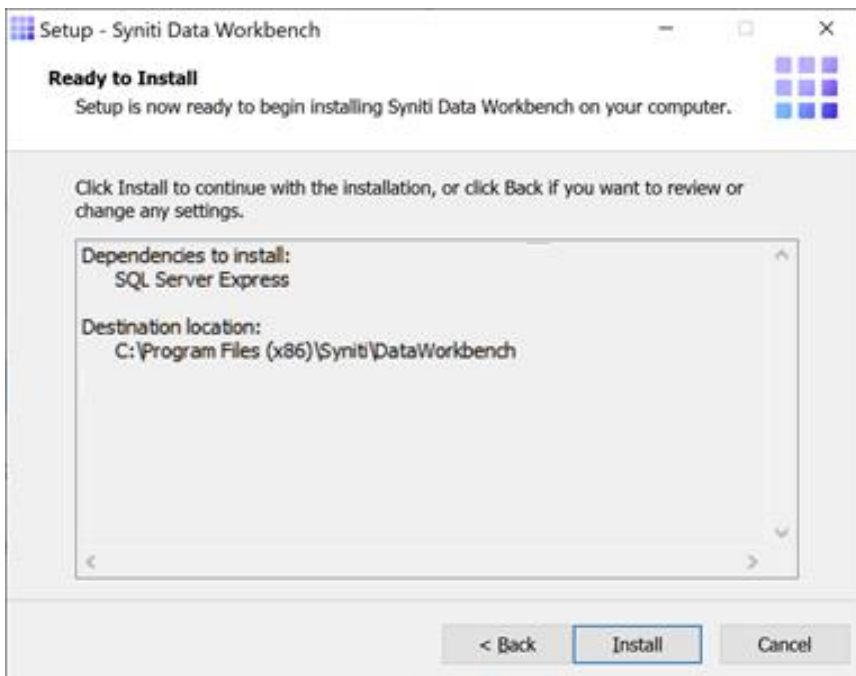 Setup - Syniti Data Workbench
Ready to Install
Setup is now ready to begin installing Syniti Data Workbench on your computer.
Click Install to continue with the installation, or click Back if you want to review or
change any settings.
Dependencies to install:
SQL Server Express
Destination location:
C:\Program Files (x86)\Syniti\DataWorkbench
< Back
Install
Cancel